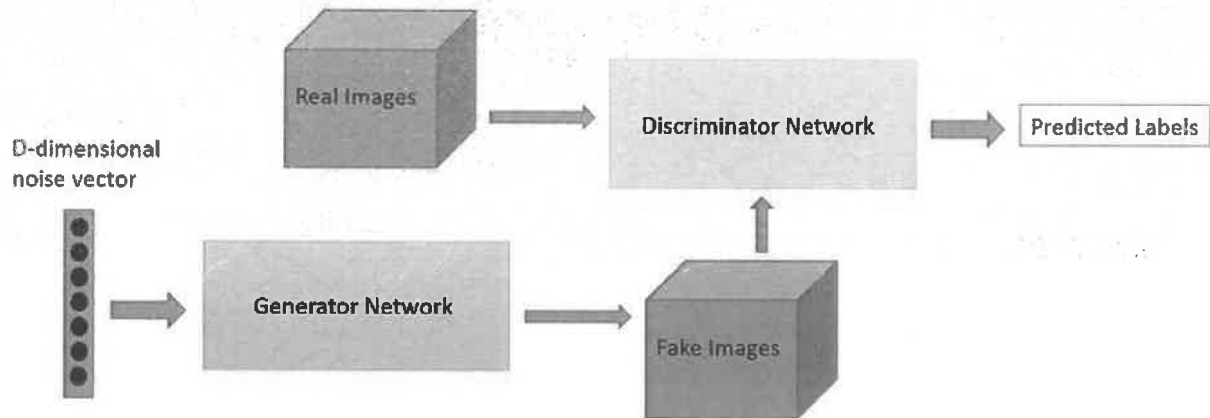 Real Images
Discriminator Network
Predicted Labels
D-dimensional
noise vector
Generator Network
Fake Images